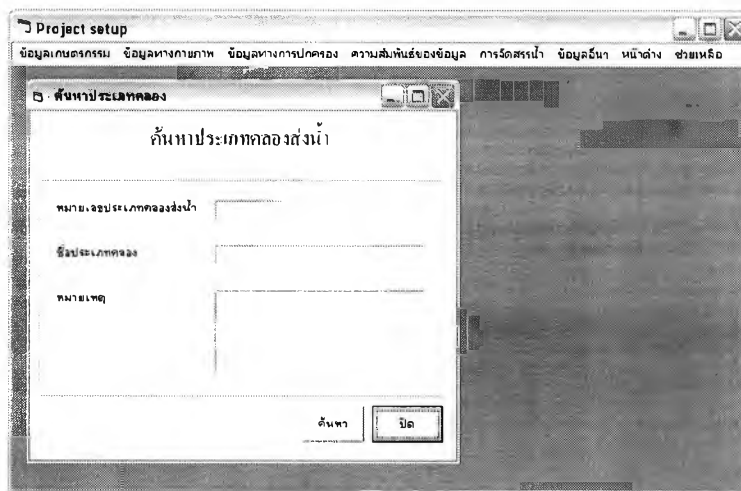 Project setup
ข้อมูลเกษตรกรรม ข้อมูลทางกายภาพ ข้อมูลทางการปกครอง ความสัมพันธ์ของข้อมูล การจัดสรรน้ำ ข้อมูลอื่นๆ หน้าต่าง ช่วยเหลือ
ค้นหาประเภทคลอง
ค้นหาประเภทคลองส่งน้ำ
หมายเลขประเภทคลองส่งน้ำ
ชื่อประเภทคลอง
หมายเหตุ
ค้นหา ปิด